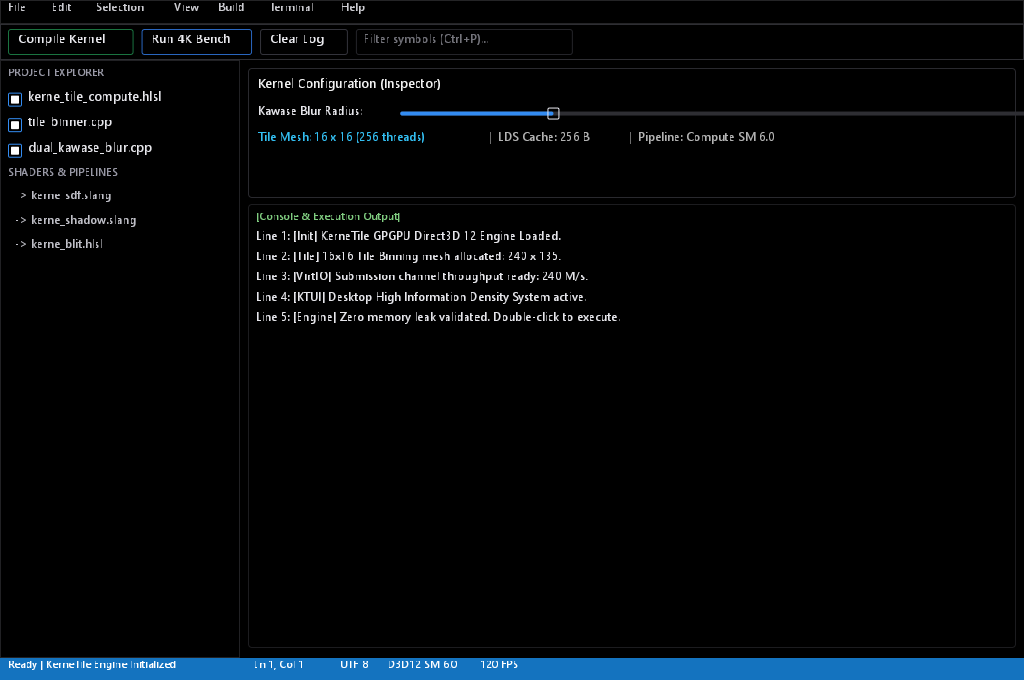 File Edit Selection View Build Terminal Help
Compile Kernel Run 4K Bench Clear Log Filter symbols (Ctrl+P)...
PROJECT EXPLORER
kerne_tile_compute.hlsl
tile_binner.cpp
dual_kawase_blur.cpp
SHADERS & PIPELINES
-> kerne_sdf.slang
-> kerne_shadow.slang
-> kerne_blit.hlsl
Kernel Configuration (Inspector)
Kawase Blur Radius:
Tile Mesh: 16 x 16 (256 threads) | LDS Cache: 256 B | Pipeline: Compute SM 6.0
[Console & Execution Output]
Line 1: [Init] KerneTile GPGPU Direct3D 12 Engine Loaded.
Line 2: [Tile] 16x16 Tile Binning mesh allocated: 240 x 135.
Line 3: [VirtIO] Submission channel throughput ready: 240 M/s.
Line 4: [KTUI] Desktop High Information Density System active.
Line 5: [Engine] Zero memory leak validated. Double-click to execute.
Ready | KerneTile Engine Initialized Ln 1, Col 1 UTF-8 D3D12 SM 6.0 120 FPS